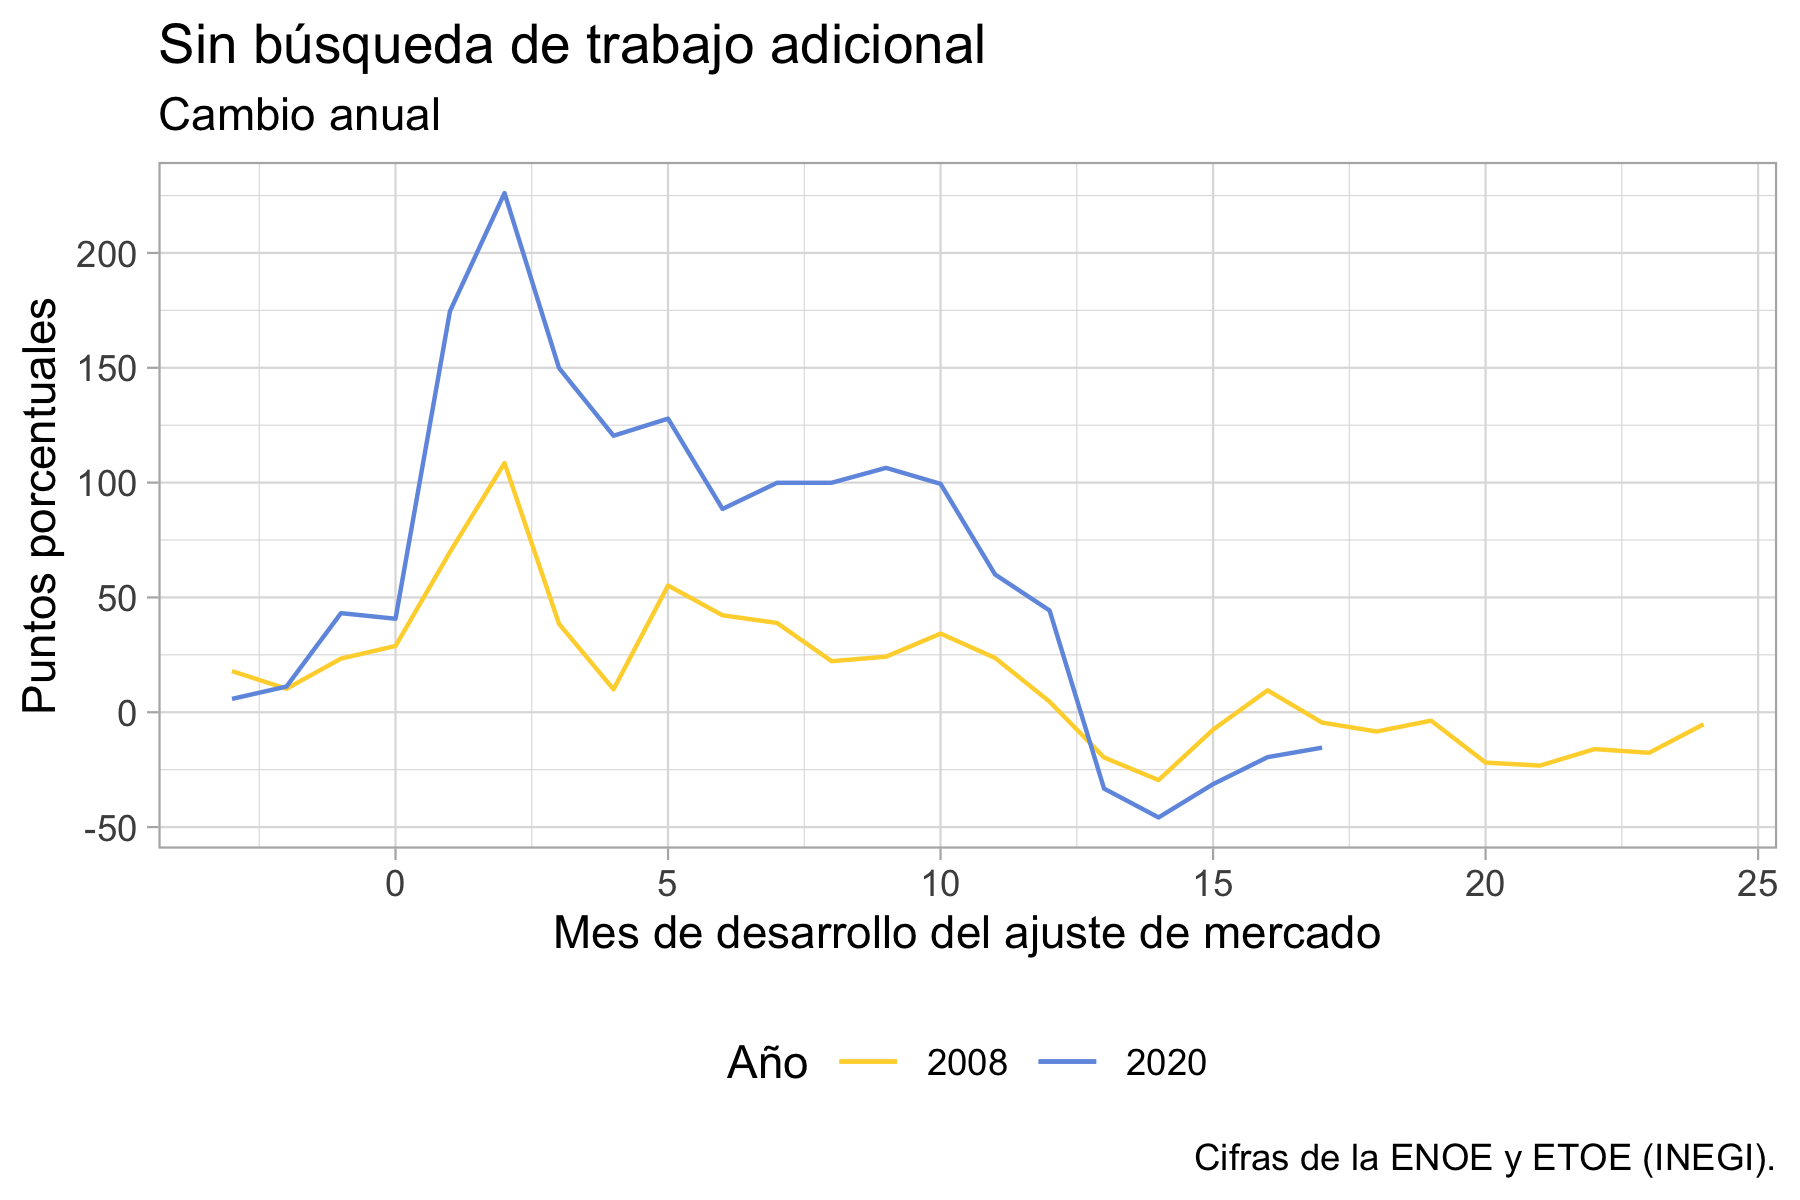 Sin búsqueda de trabajo adicional
Cambio anual
Puntos porcentuales
200
150
100
50
0
-50
0 5 10 15 20 25
Mes de desarrollo del ajuste de mercado
Año 2008 2020
Cifras de la ENOE y ETOE (INEGI).